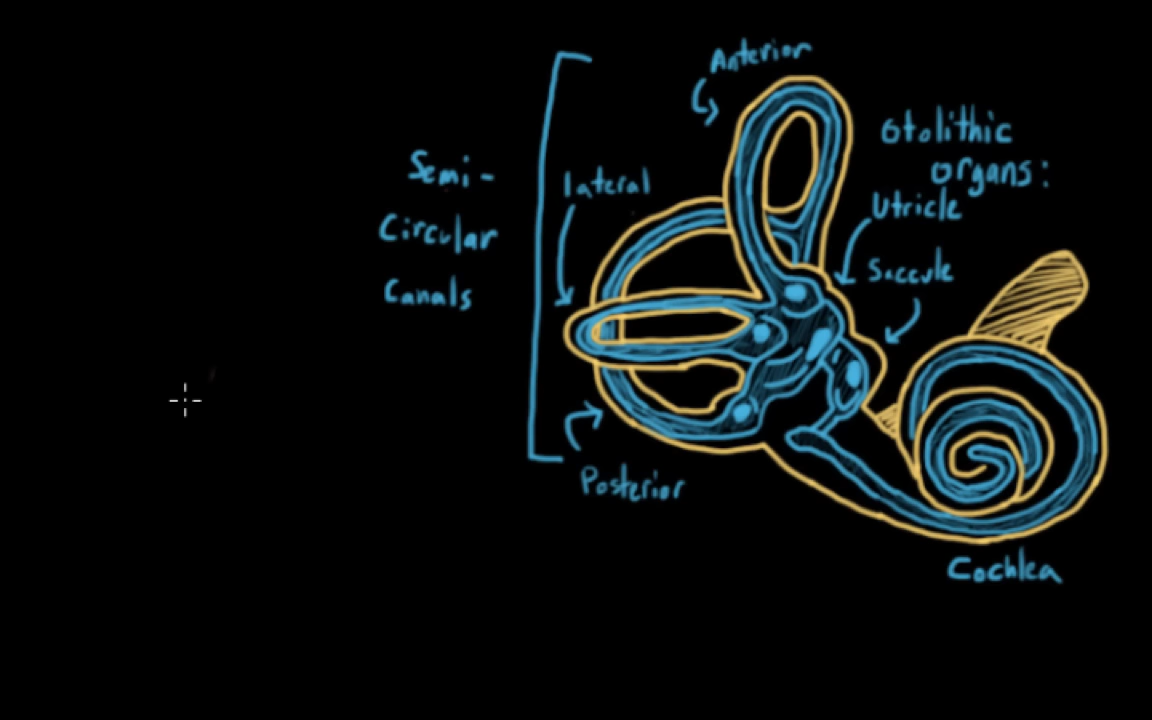 Anterior
Otolithic
organs:
Semi-
lateral
Utricle
Circular
Saccule
Canals
Posterior
Cochlea